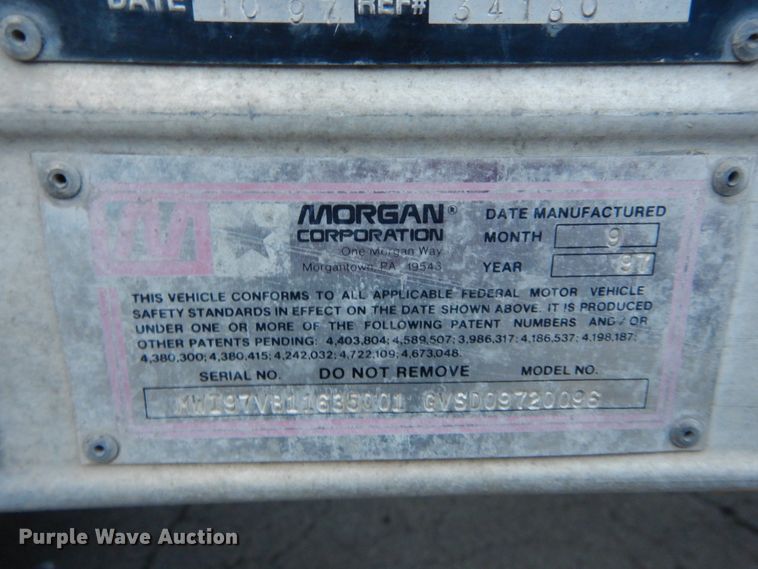 DATE 10 97 REF# 34180
MORGAN®
CORPORATION
One Morgan Way
Morgantown, PA 19543
DATE MANUFACTURED
MONTH 9
YEAR 97
THIS VEHICLE CONFORMS TO ALL APPLICABLE FEDERAL MOTOR VEHICLE
SAFETY STANDARDS IN EFFECT ON THE DATE SHOWN ABOVE. IT IS PRODUCED
UNDER ONE OR MORE OF THE FOLLOWING PATENT NUMBERS AND/OR
OTHER PATENTS PENDING: 4,403,804; 4,589,507; 3,986,317; 4,186,537; 4,198,187;
4,380,300; 4,380,415; 4,242,032; 4,722,109; 4,673,048.
SERIAL NO. DO NOT REMOVE MODEL NO.
GVSD09720096
Purple Wave Auction